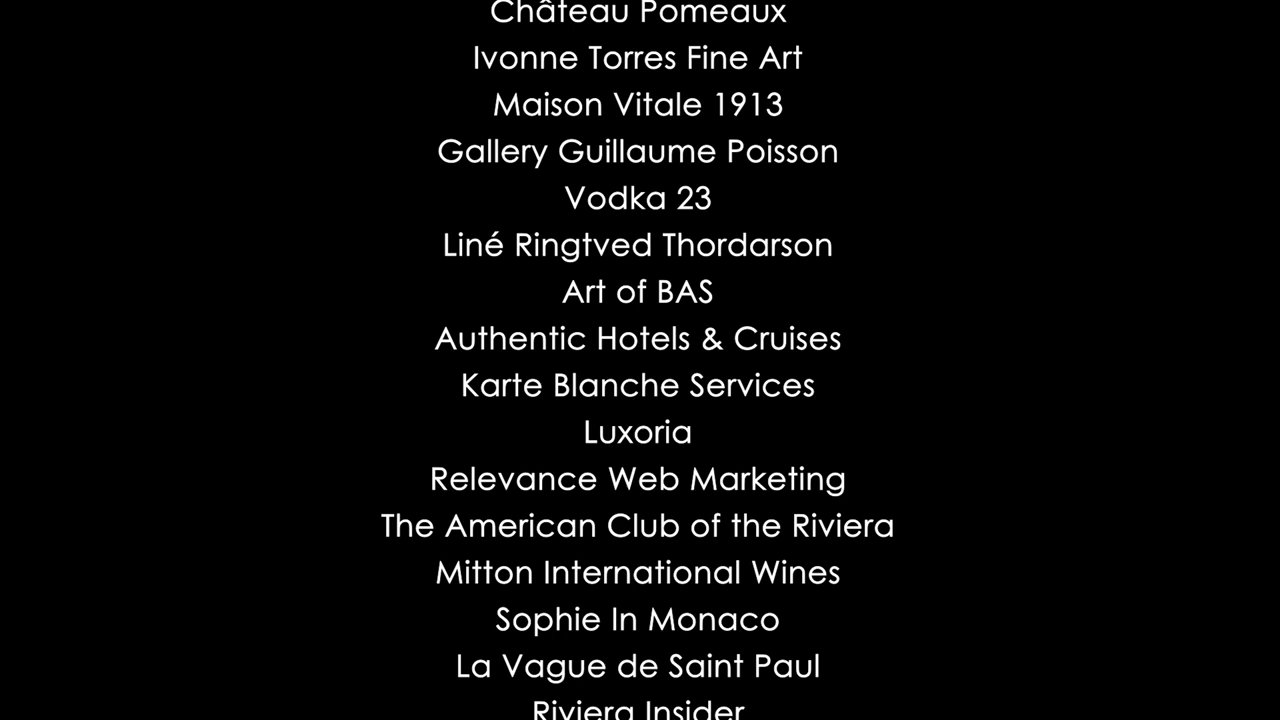 Château Pomeaux
Ivonne Torres Fine Art
Maison Vitale 1913
Gallery Guillaume Poisson
Vodka 23
Liné Ringtved Thordarson
Art of BAS
Authentic Hotels & Cruises
Karte Blanche Services
Luxoria
Relevance Web Marketing
The American Club of the Riviera
Mitton International Wines
Sophie In Monaco
La Vague de Saint Paul
Riviera Insider